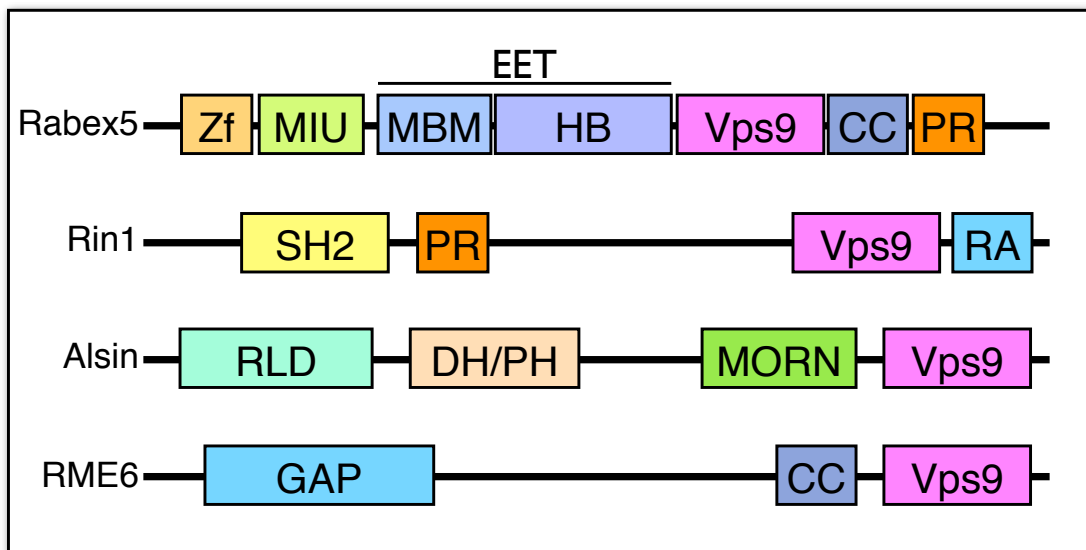 EET
Rabex5 Zf MIU MBM HB Vps9 CC PR
Rin1 SH2 PR Vps9 RA
Alsin RLD DH/PH MORN Vps9
RME6 GAP CC Vps9